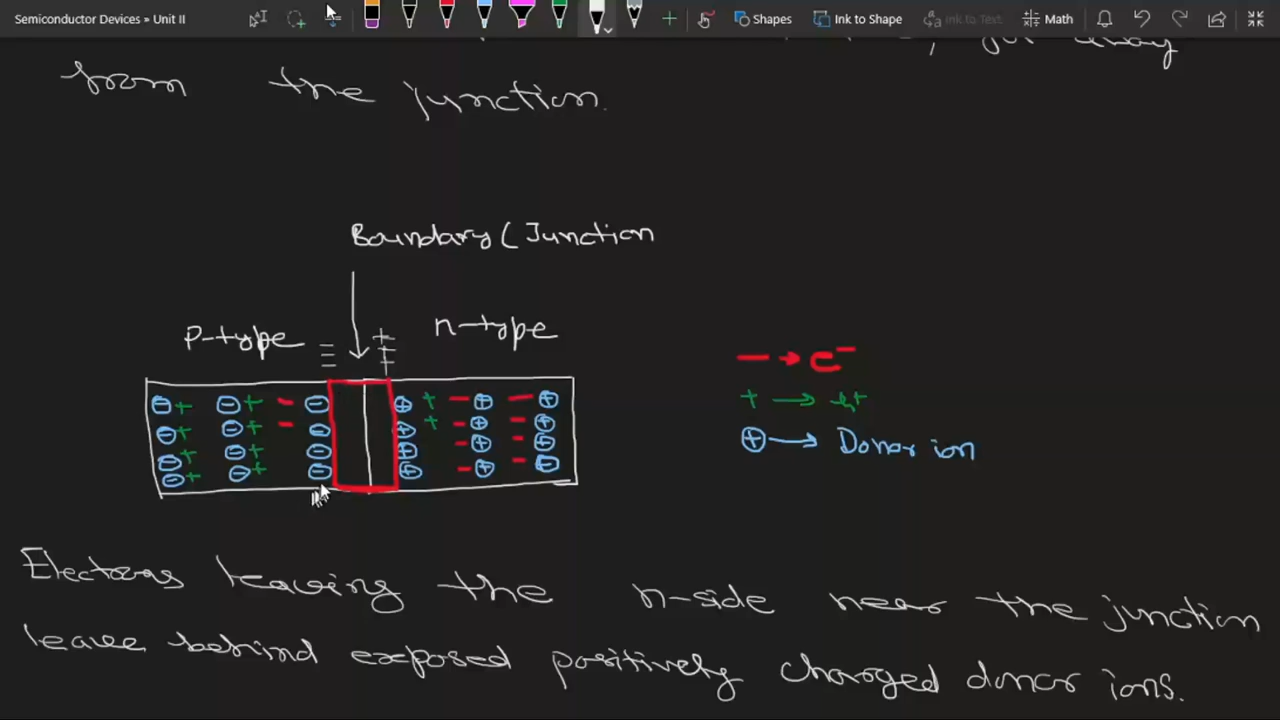 Semiconductor Devices » Unit II
Shapes
Ink to Shape
Ink to Text
Math
away
from the junction.
Boundary (Junction
P-type
n-type
− → e⁻
+ → h+
⊕ → Donor ion
Electrons leaving the n-side near the junction
leave behind exposed positively charged donor ions.